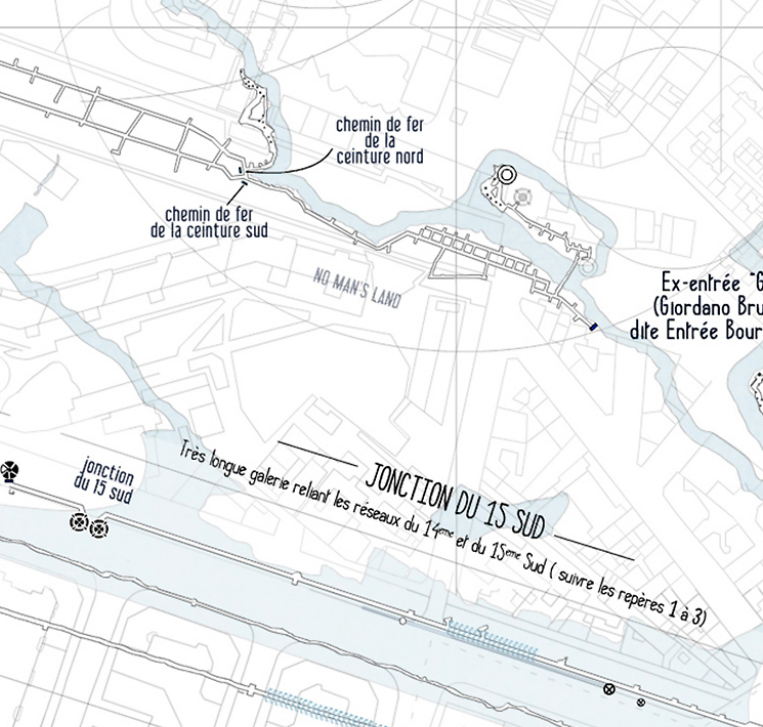 chemin de fer
de la
ceinture nord
chemin de fer
de la ceinture sud
NO MAN'S LAND
Ex-entrée "G
(Giordano Bru
dite Entrée Bour
jonction
du 15 sud
JONCTION DU 15 SUD
Très longue galerie reliant les réseaux du 14ème et du 15ème Sud ( suivre les repères 1 à 3)